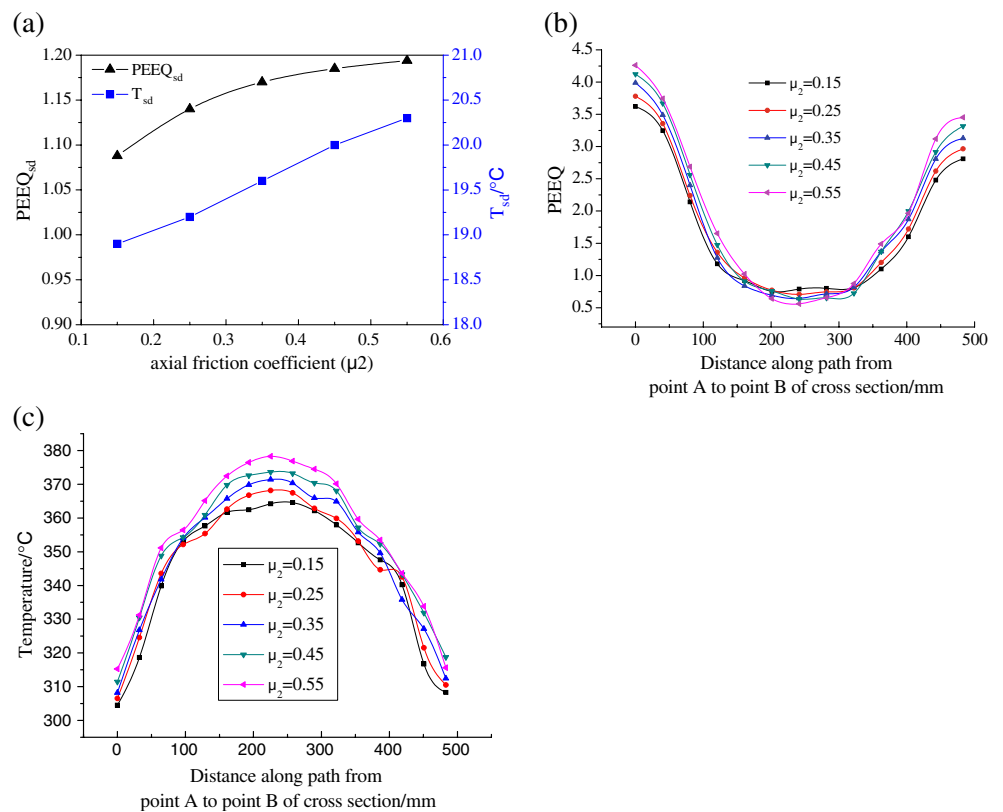 (a)
1.20
1.15
1.10
1.05
1.00
0.95
0.90
PEEQsd
PEEQsd
Tsd
21.0
20.5
20.0
19.5
19.0
18.5
18.0
Tsd/°C
0.1 0.2 0.3 0.4 0.5 0.6
axial friction coefficient (μ2)
(b)
4.5
4.0
3.5
3.0
2.5
2.0
1.5
1.0
0.5
PEEQ
μ2=0.15
μ2=0.25
μ2=0.35
μ2=0.45
μ2=0.55
0 100 200 300 400 500
Distance along path from
point A to point B of cross section/mm
(c)
380
370
360
350
340
330
320
310
300
Temperature/°C
μ2=0.15
μ2=0.25
μ2=0.35
μ2=0.45
μ2=0.55
0 100 200 300 400 500
Distance along path from
point A to point B of cross section/mm